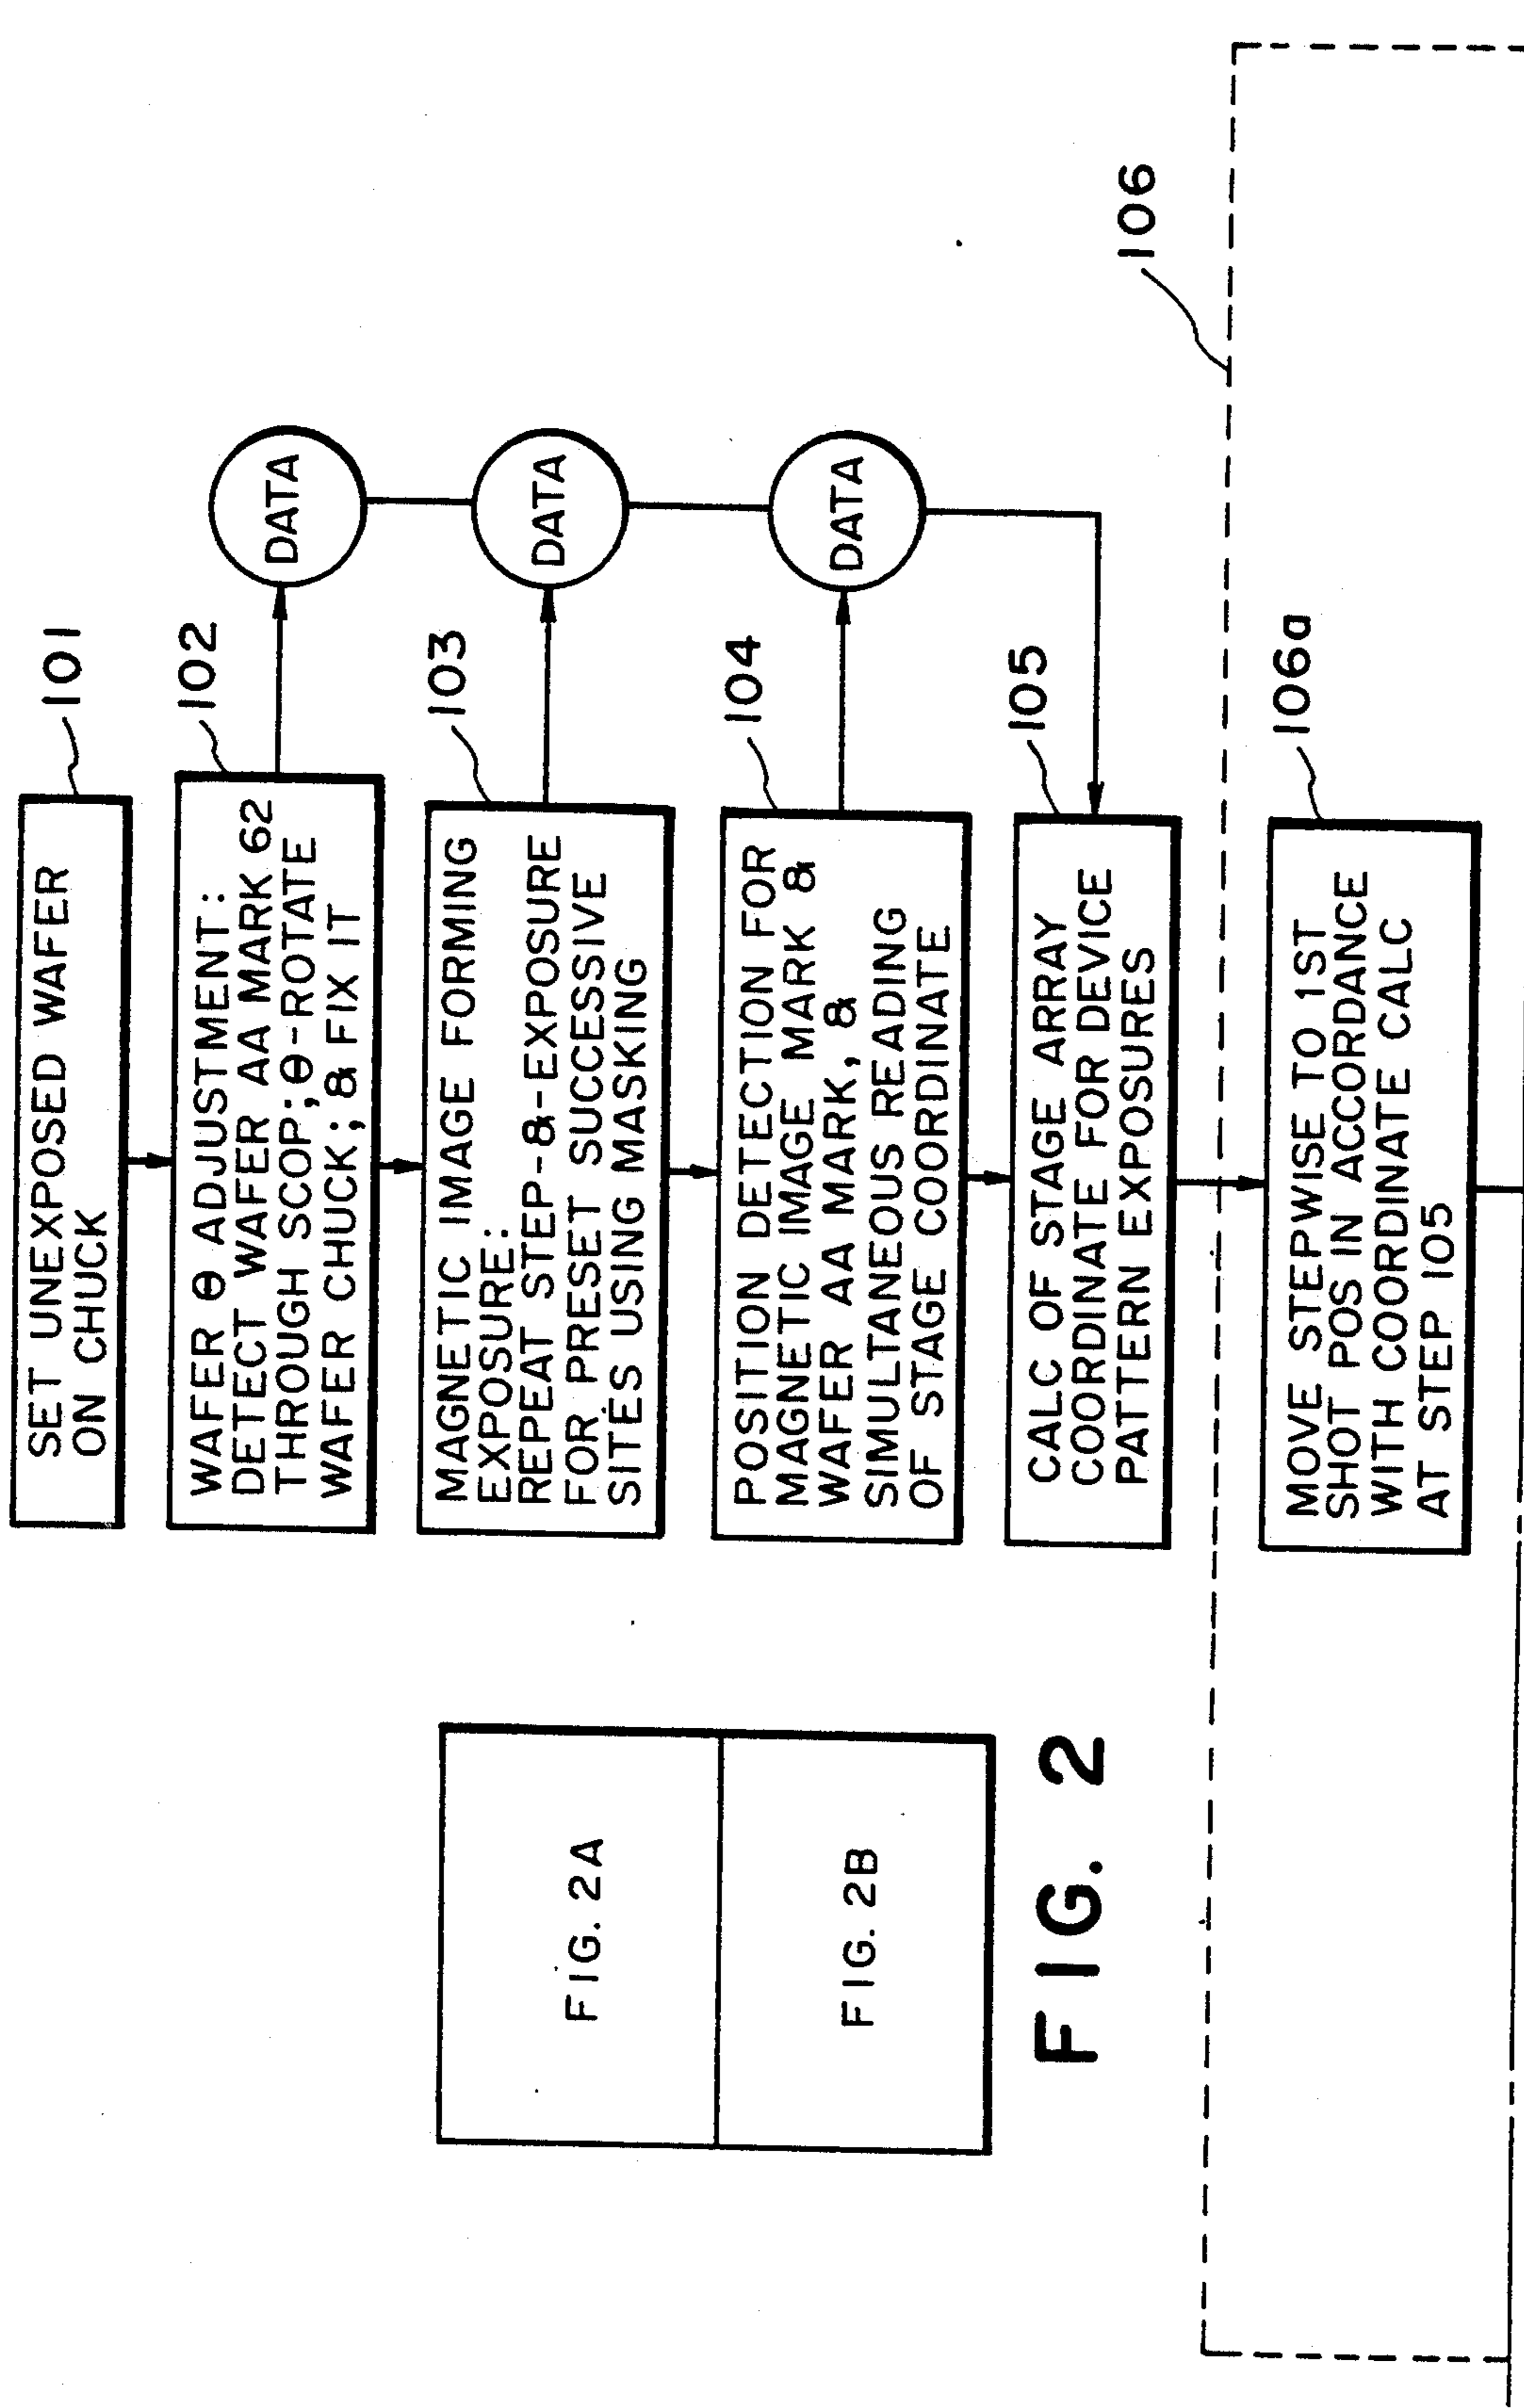 101
SET UNEXPOSED WAFER
ON CHUCK
102
WAFER θ ADJUSTMENT:
DETECT WAFER AA MARK 62
THROUGH SCOP; θ-ROTATE
WAFER CHUCK; & FIX IT
DATA
103
MAGNETIC IMAGE FORMING
EXPOSURE:
REPEAT STEP-&-EXPOSURE
FOR PRESET SUCCESSIVE
SITES USING MASKING
DATA
104
POSITION DETECTION FOR
MAGNETIC IMAGE MARK &
WAFER AA MARK, &
SIMULTANEOUS READING
OF STAGE COORDINATE
DATA
105
CALC OF STAGE ARRAY
COORDINATE FOR DEVICE
PATTERN EXPOSURES
106
106a
MOVE STEPWISE TO 1ST
SHOT POS IN ACCORDANCE
WITH COORDINATE CALC
AT STEP 105
FIG. 2A
FIG. 2B
FIG. 2